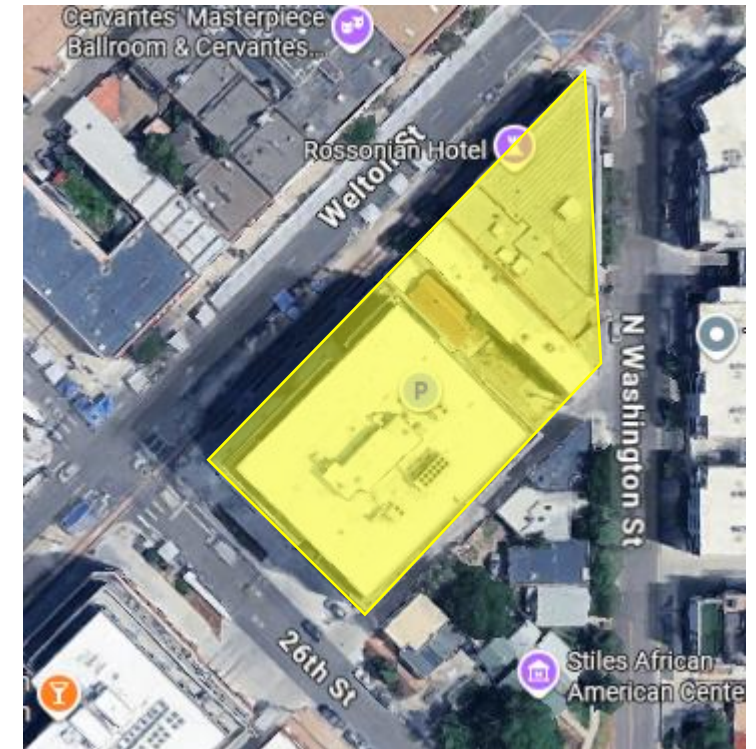 Cervantes' Masterpiece
Ballroom & Cervantes...
Rossonian Hotel
Welton St
P
N Washington St
26th St
Stiles African
American Cente